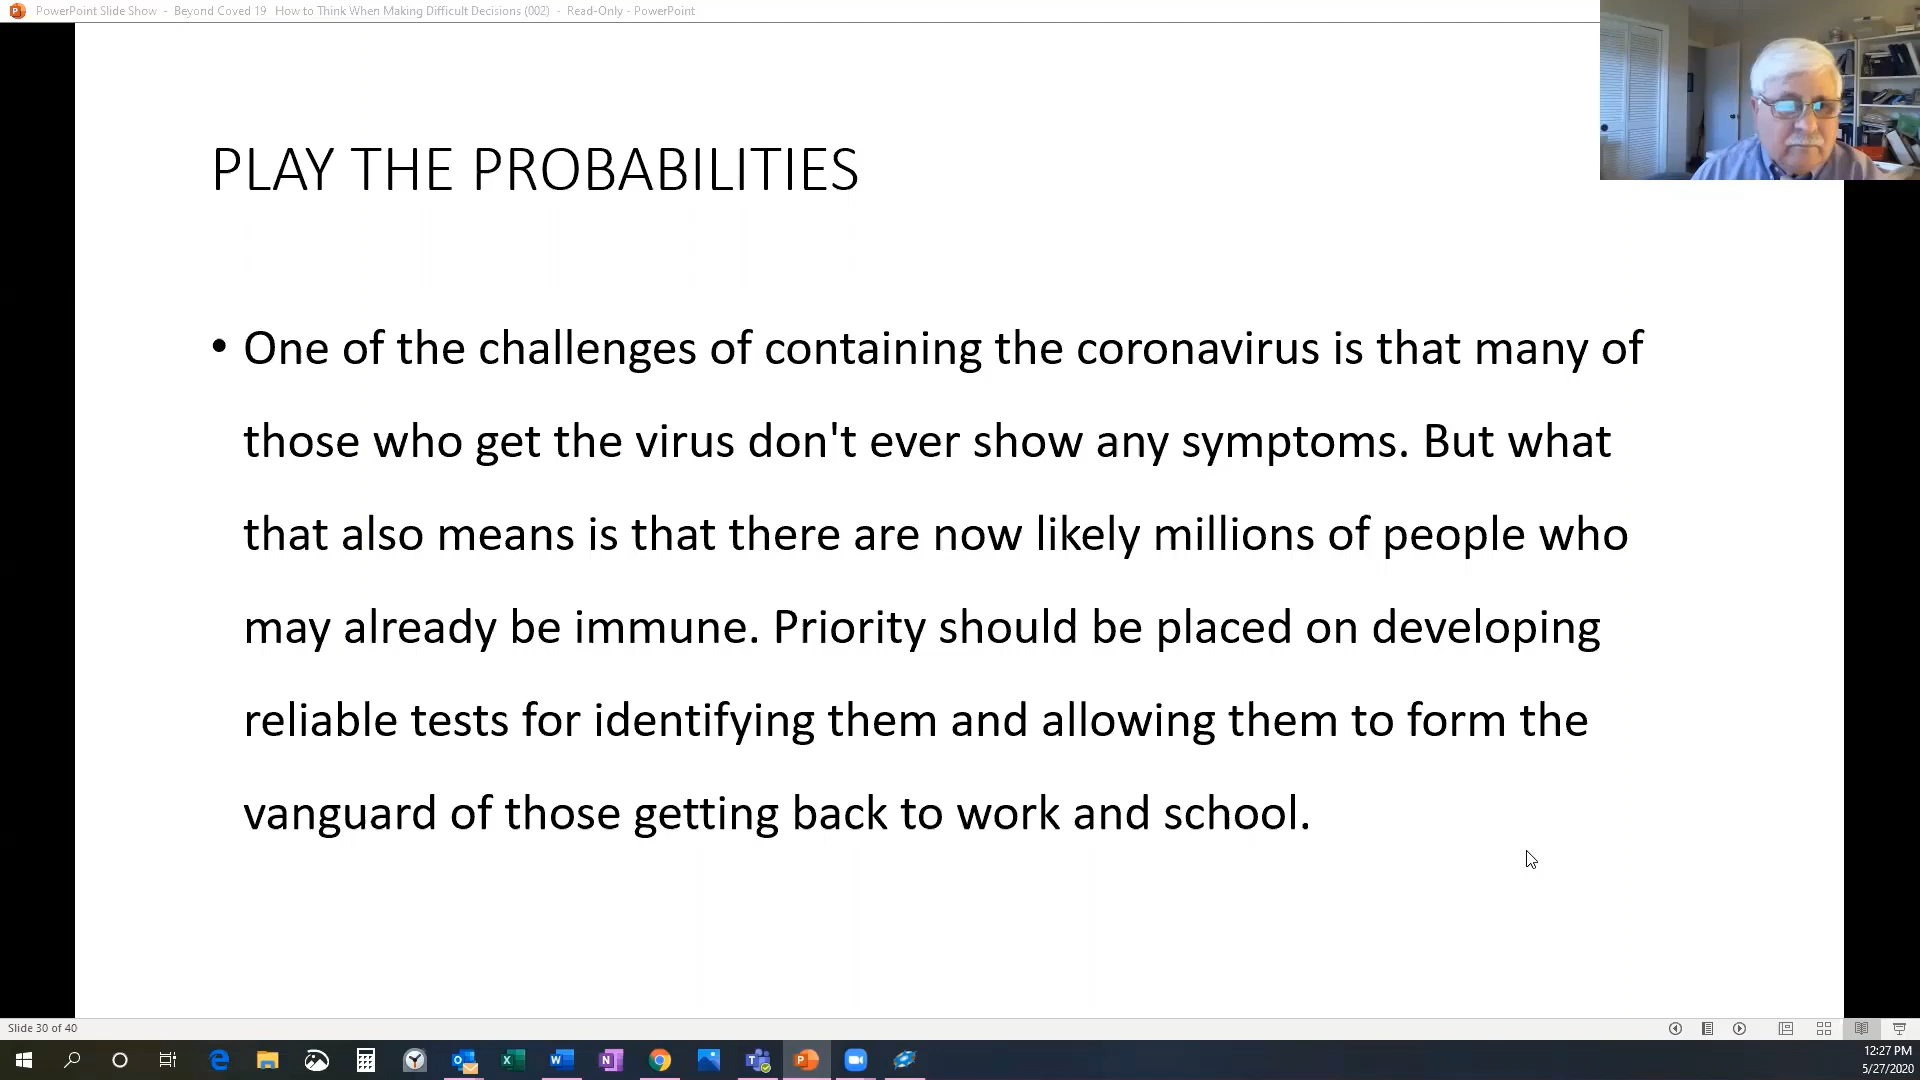 PowerPoint Slide Show - Beyond Coved 19 How to Think When Making Difficult Decisions (002) - Read-Only - PowerPoint
PLAY THE PROBABILITIES
• One of the challenges of containing the coronavirus is that many of
those who get the virus don't ever show any symptoms. But what
that also means is that there are now likely millions of people who
may already be immune. Priority should be placed on developing
reliable tests for identifying them and allowing them to form the
vanguard of those getting back to work and school.
Slide 30 of 40
12:27 PM
5/27/2020